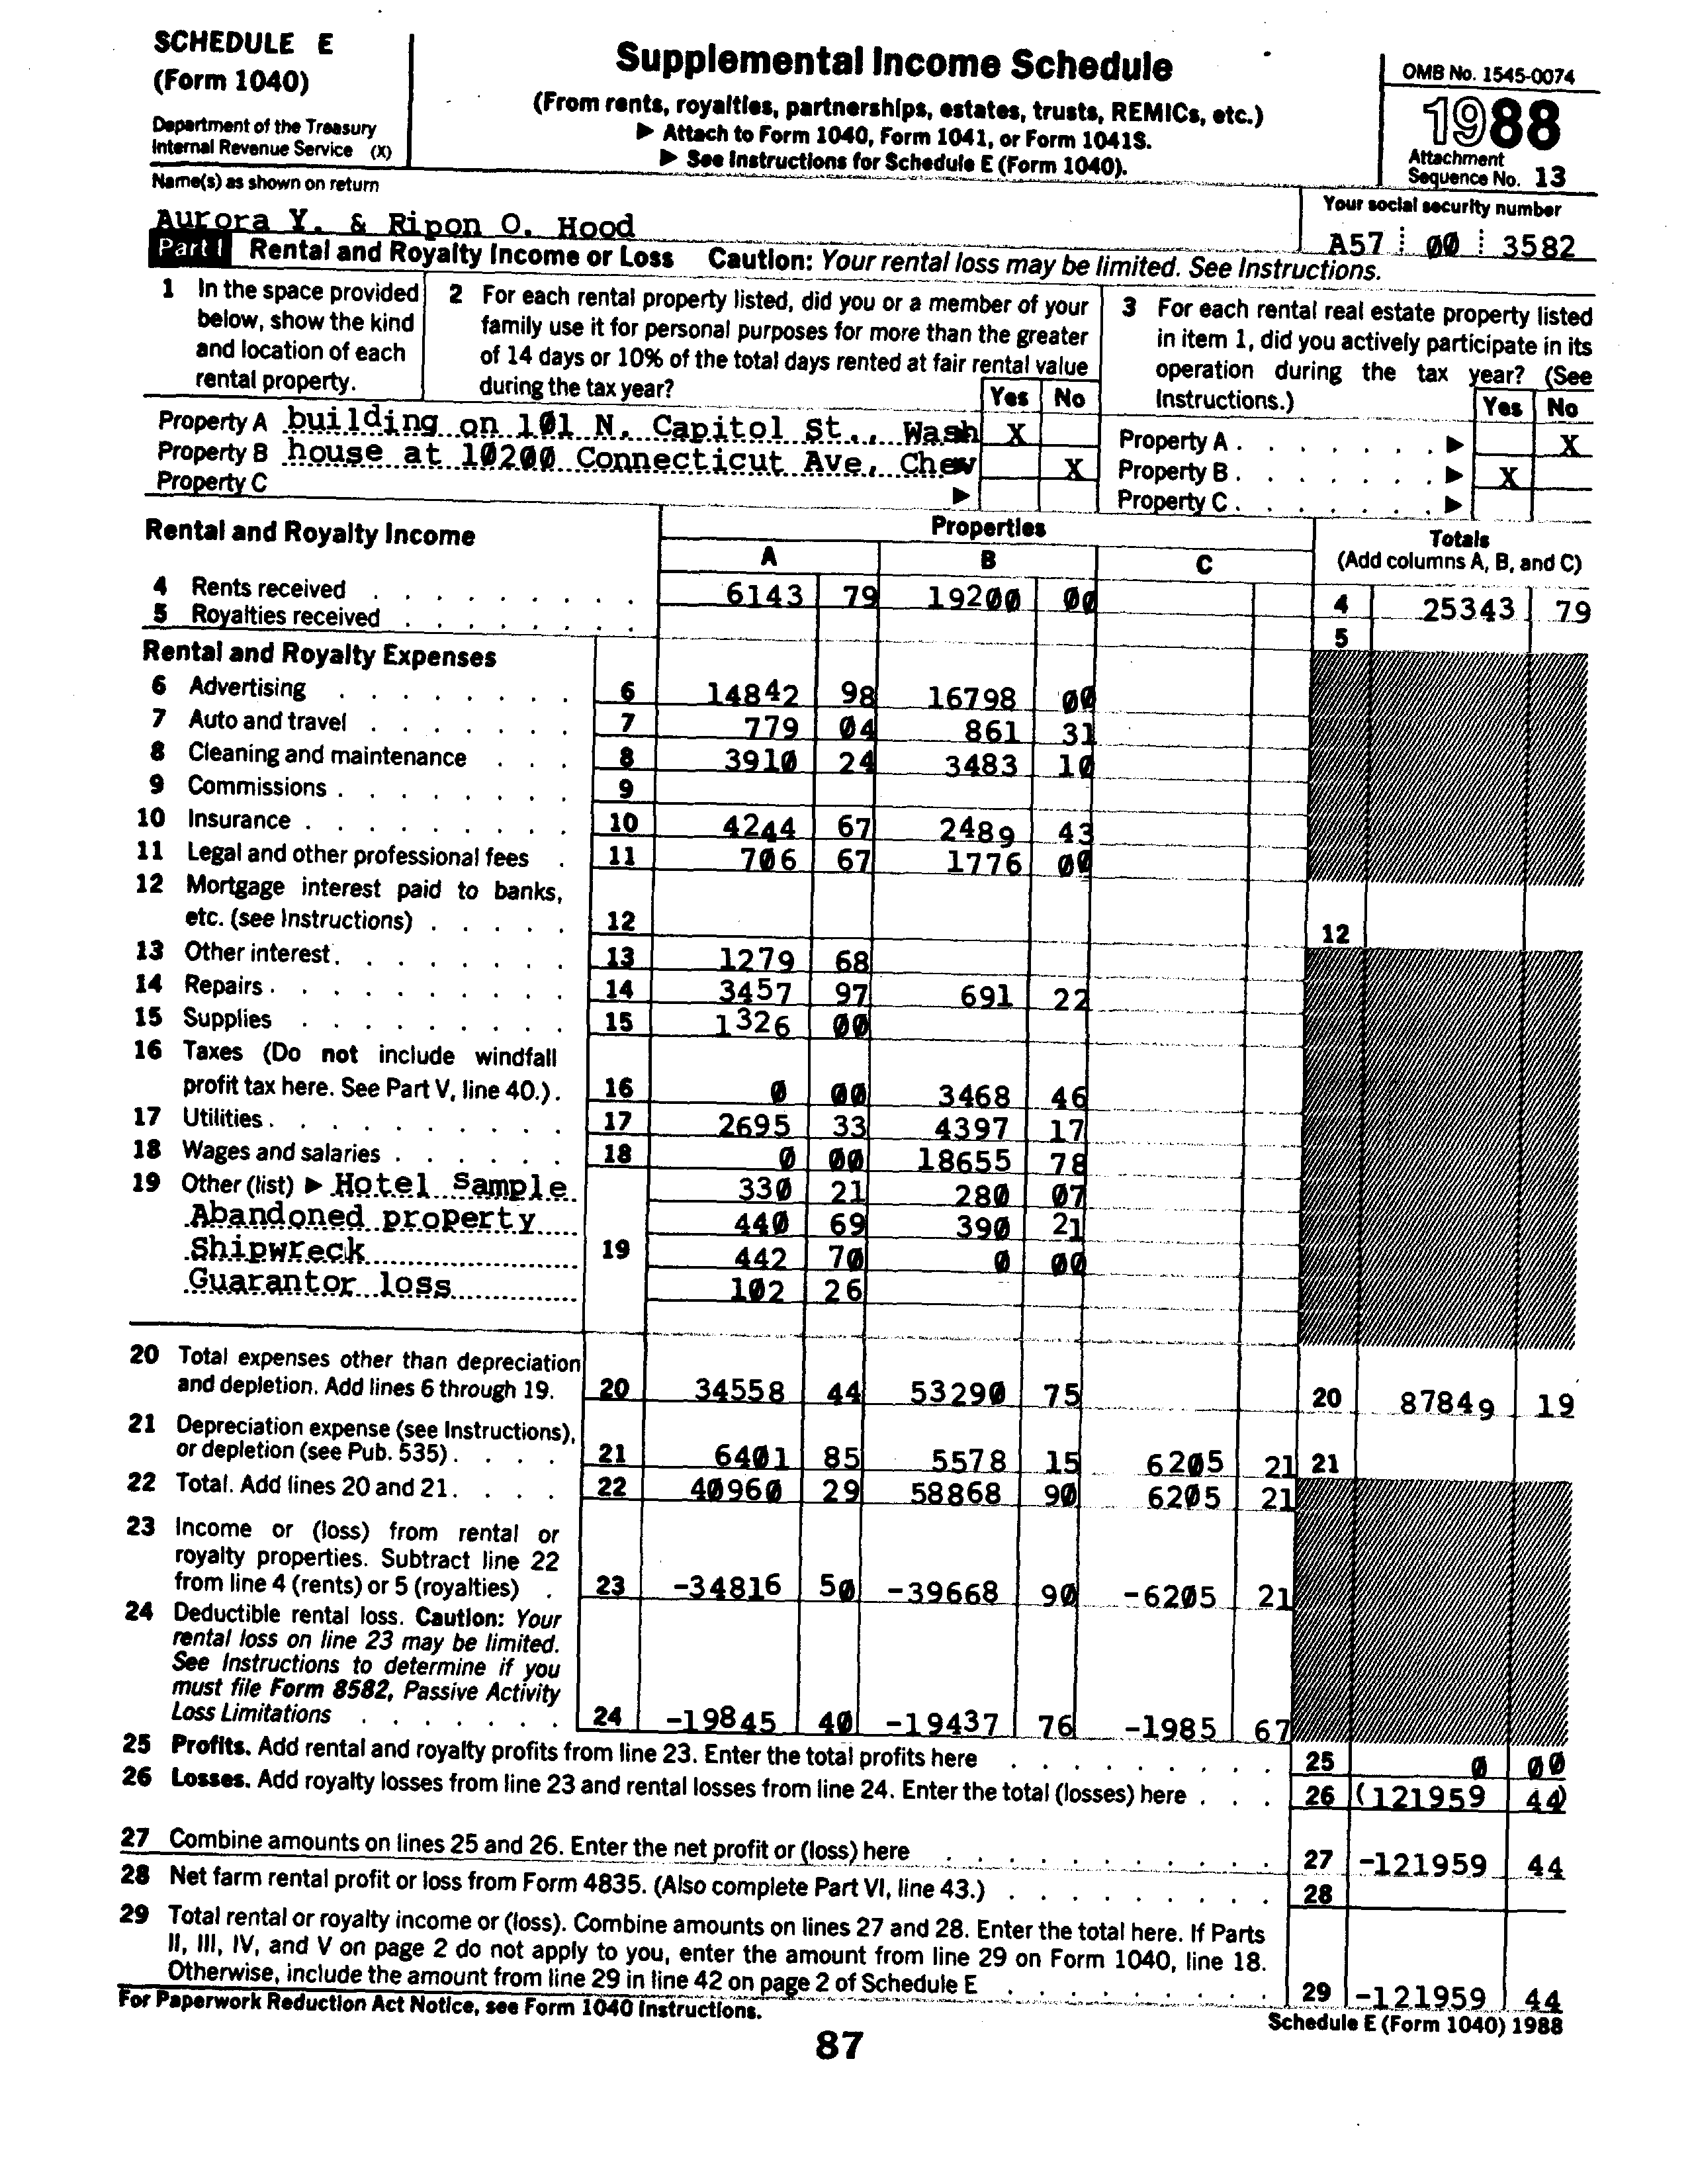 SCHEDULE E
(Form 1040)
Department of the Treasury
Internal Revenue Service (X)
Supplemental Income Schedule
(From rents, royalties, partnerships, estates, trusts, REMICs, etc.)
▶ Attach to Form 1040, Form 1041, or Form 1041S.
▶ See Instructions for Schedule E (Form 1040).
OMB No. 1545-0074
1988
Attachment
Sequence No. 13
Name(s) as shown on return
Aurora Y. & Ripon O. Hood
Your social security number
A57 00 3582
Part I Rental and Royalty Income or Loss Caution: Your rental loss may be limited. See Instructions.
1 In the space provided
below, show the kind
and location of each
rental property.
2 For each rental property listed, did you or a member of your
family use it for personal purposes for more than the greater
of 14 days or 10% of the total days rented at fair rental value
during the tax year?
Yes No
3 For each rental real estate property listed
in item 1, did you actively participate in its
operation during the tax year? (See
Instructions.)
Yes No
Property A building on 101 N. Capitol St., Wash X
Property B house at 10200 Connecticut Ave, Chev X
Property C ▶
Property A . . . . . . . ▶ X
Property B . . . . . . . ▶ X
Property C . . . . . . . ▶
Rental and Royalty Income
Properties
A B C
Totals
(Add columns A, B, and C)
4 Rents received . . . . . . . . . 6143 79 19200 00 4 25343 79
5 Royalties received . . . . . . . . 5
Rental and Royalty Expenses
6 Advertising . . . . . . . . 6 14842 98 16798 00
7 Auto and travel . . . . . . . 7 779 04 861 31
8 Cleaning and maintenance . . . 8 3910 24 3483 10
9 Commissions . . . . . . . . 9
10 Insurance . . . . . . . . . 10 4244 67 2489 43
11 Legal and other professional fees . 11 706 67 1776 00
12 Mortgage interest paid to banks,
etc. (see Instructions) . . . . . 12 12
13 Other interest . . . . . . . . 13 1279 68
14 Repairs . . . . . . . . . . 14 3457 97 691 22
15 Supplies . . . . . . . . . 15 1326 00
16 Taxes (Do not include windfall
profit tax here. See Part V, line 40.) . 16 0 00 3468 46
17 Utilities . . . . . . . . . . 17 2695 33 4397 17
18 Wages and salaries . . . . . . 18 0 00 18655 78
19 Other (list) ▶ Hotel Sample 330 21 280 07
Abandoned property 440 69 390 21
Shipwreck 19 442 70 0 00
Guarantor loss 102 26
20 Total expenses other than depreciation
and depletion. Add lines 6 through 19. 20 34558 44 53290 75 20 87849 19
21 Depreciation expense (see Instructions),
or depletion (see Pub. 535) . . . . 21 6401 85 5578 15 6205 21 21
22 Total. Add lines 20 and 21 . . . . 22 40960 29 58868 90 6205 21
23 Income or (loss) from rental or
royalty properties. Subtract line 22
from line 4 (rents) or 5 (royalties) . 23 -34816 50 -39668 90 -6205 21
24 Deductible rental loss. Caution: Your
rental loss on line 23 may be limited.
See Instructions to determine if you
must file Form 8582, Passive Activity
Loss Limitations . . . . . . . 24 -19845 40 -19437 76 -1985 67
25 Profits. Add rental and royalty profits from line 23. Enter the total profits here . . . . . . . . . 25 0 00
26 Losses. Add royalty losses from line 23 and rental losses from line 24. Enter the total (losses) here . . . 26 (121959 44)
27 Combine amounts on lines 25 and 26. Enter the net profit or (loss) here . . . . . . . . . . . 27 -121959 44
28 Net farm rental profit or loss from Form 4835. (Also complete Part VI, line 43.) . . . . . . . . . 28
29 Total rental or royalty income or (loss). Combine amounts on lines 27 and 28. Enter the total here. If Parts
II, III, IV, and V on page 2 do not apply to you, enter the amount from line 29 on Form 1040, line 18.
Otherwise, include the amount from line 29 in line 42 on page 2 of Schedule E . . . . . . . . . 29 -121959 44
For Paperwork Reduction Act Notice, see Form 1040 Instructions.
Schedule E (Form 1040) 1988
87